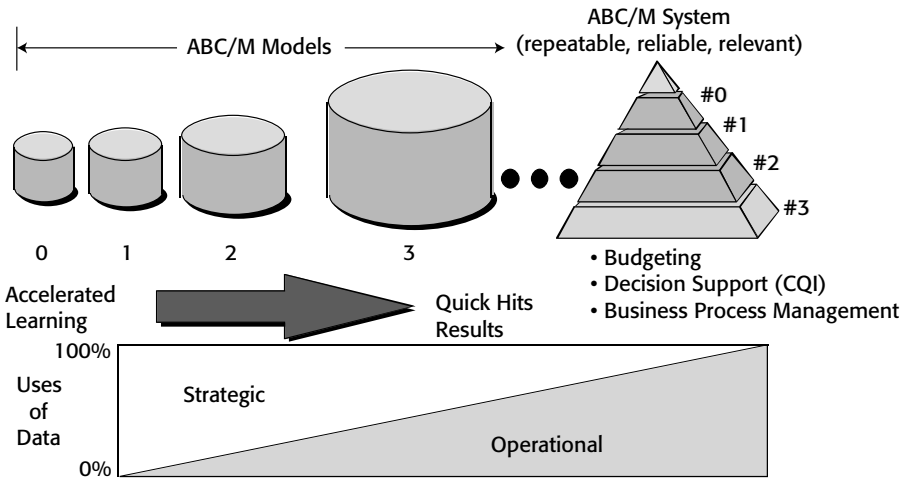 ABC/M Models
ABC/M System
(repeatable, reliable, relevant)
#0
#1
#2
#3
0
1
2
3
• Budgeting
• Decision Support (CQI)
• Business Process Management
Accelerated
Learning
Quick Hits
Results
100%
Uses
of
Data
0%
Strategic
Operational